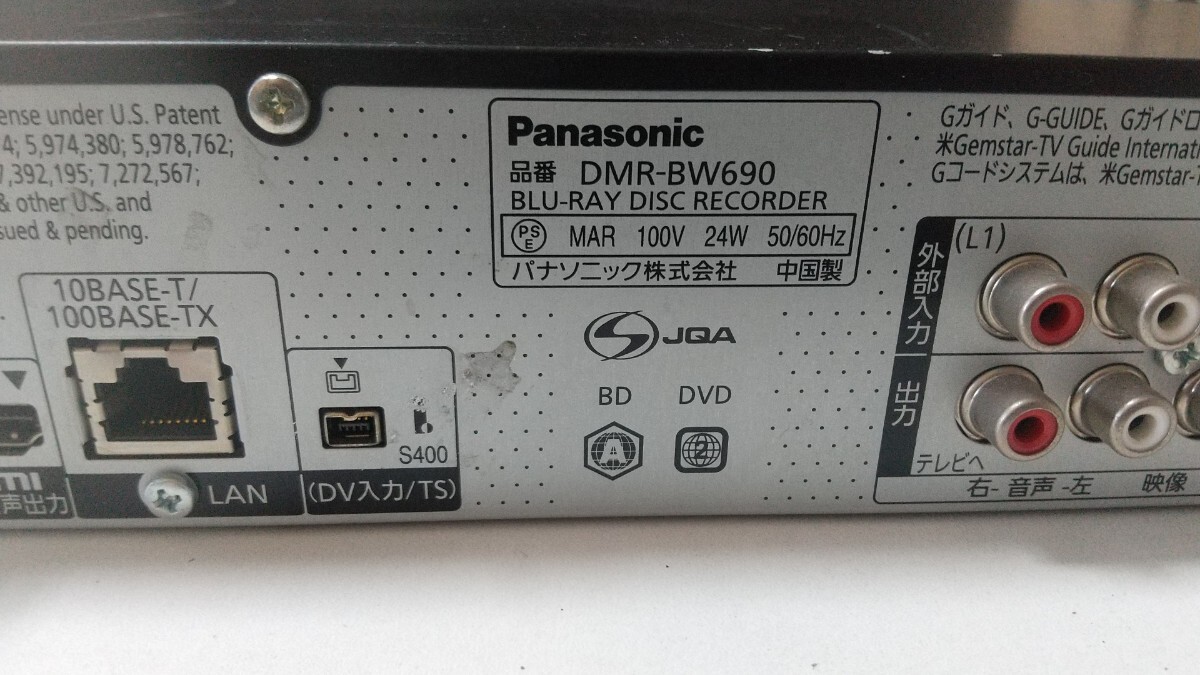 ense under U.S. Patent
4; 5,974,380; 5,978,762;
7,392,195; 7,272,567;
& other U.S. and
sued & pending.
Panasonic
品番 DMR-BW690
BLU-RAY DISC RECORDER
PS E MAR 100V 24W 50/60Hz
パナソニック株式会社 中国製
Gガイド、G-GUIDE、Gガイドロ
米Gemstar-TV Guide Internati
Gコードシステムは、米Gemstar-T
10BASE-T/
100BASE-TX
LAN
S400
(DV入力/TS)
声出力
JQA
BD DVD
A 2
外部入力
(L1)
出力
テレビへ
右- 音声 -左 映像